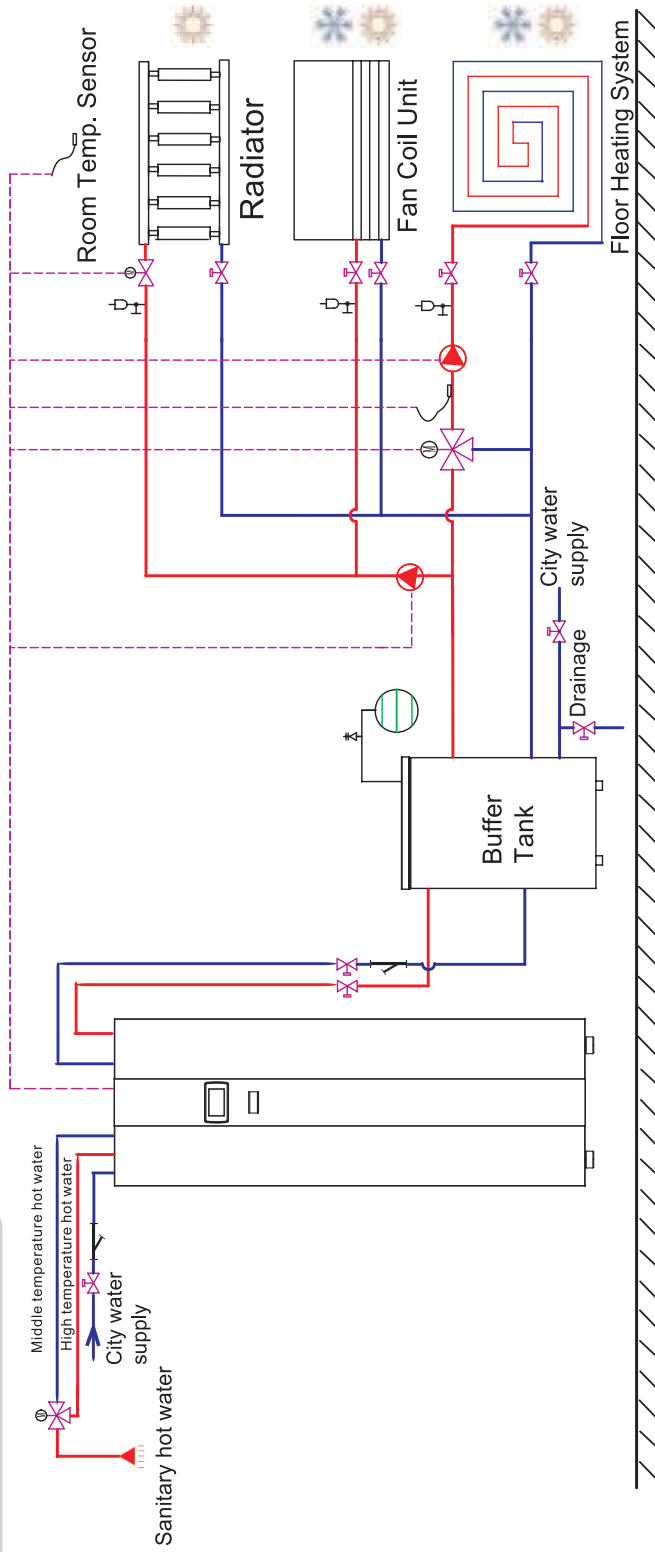 Room Temp. Sensor
Radiator
Fan Coil Unit
Floor Heating System
City water
supply
Drainage
Buffer
Tank
Middle temperature hot water
High temperature hot water
City water
supply
Sanitary hot water
M
M
M